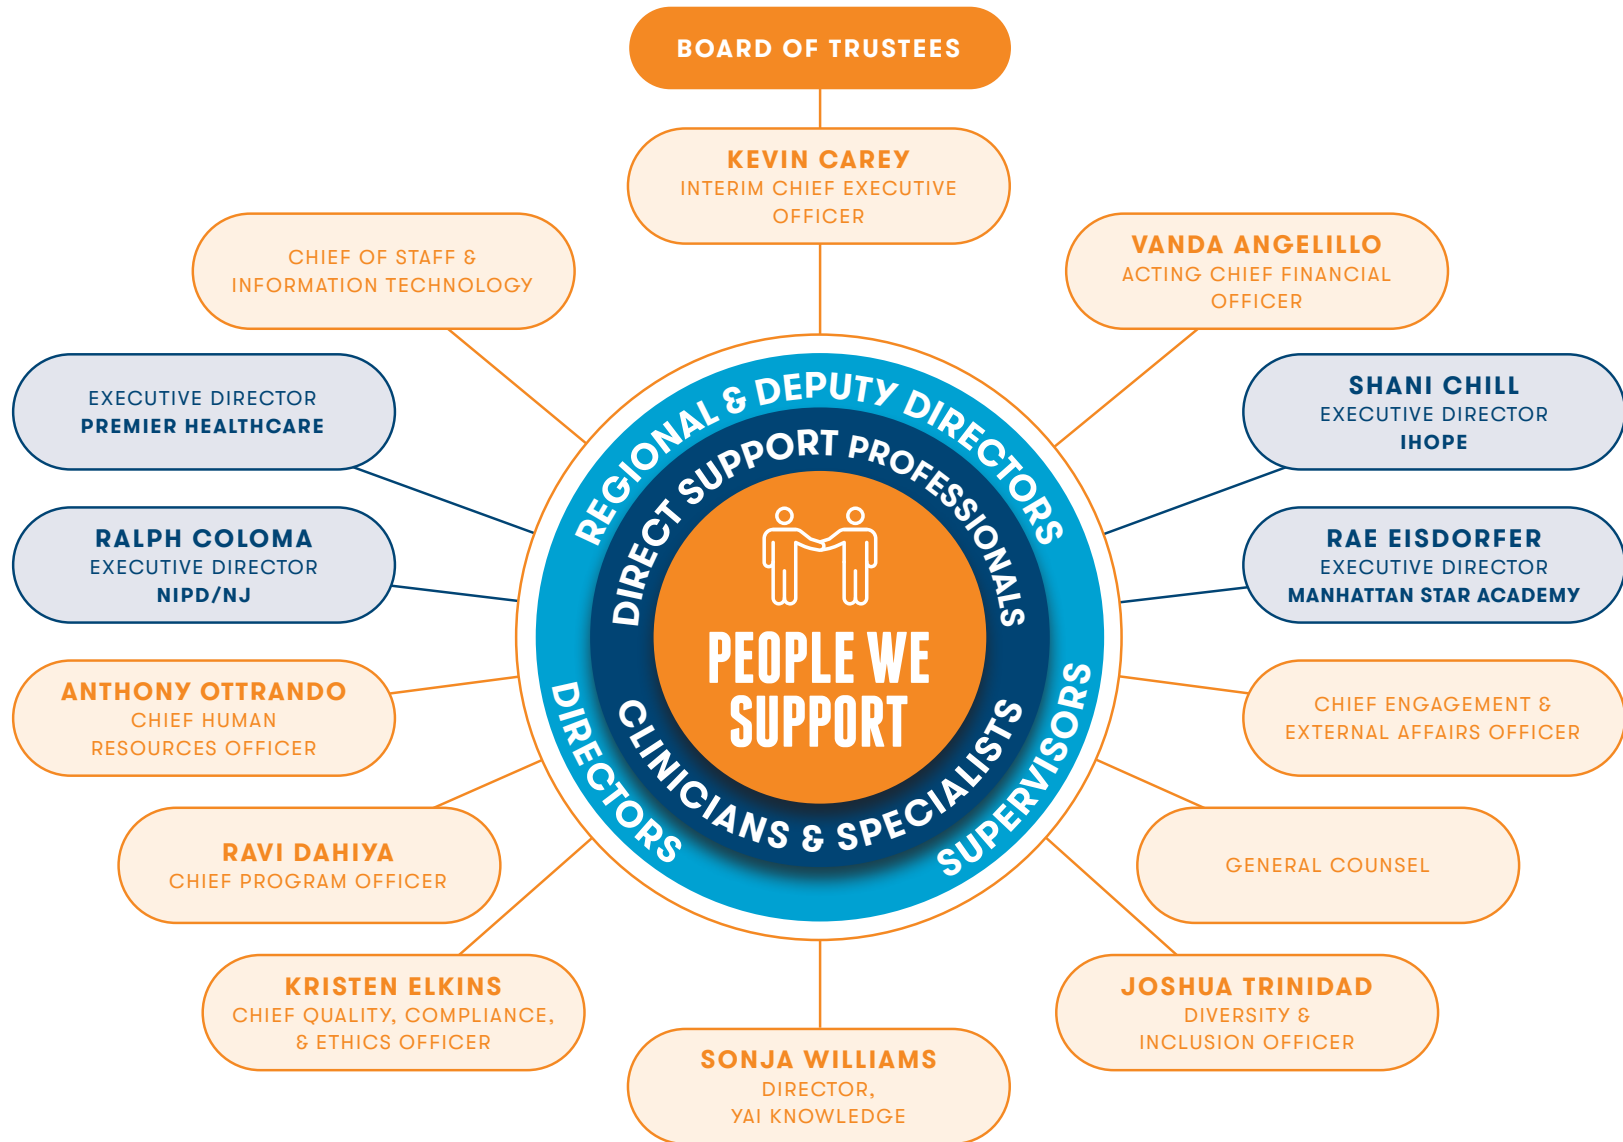 BOARD OF TRUSTEES
KEVIN CAREY
INTERIM CHIEF EXECUTIVE
OFFICER
CHIEF OF STAFF &
INFORMATION TECHNOLOGY
VANDA ANGELILLO
ACTING CHIEF FINANCIAL
OFFICER
EXECUTIVE DIRECTOR
PREMIER HEALTHCARE
SHANI CHILL
EXECUTIVE DIRECTOR
IHOPE
RALPH COLOMA
EXECUTIVE DIRECTOR
NIPD/NJ
RAE EISDORFER
EXECUTIVE DIRECTOR
MANHATTAN STAR ACADEMY
REGIONAL & DEPUTY DIRECTORS
DIRECT SUPPORT PROFESSIONALS
PEOPLE WE
SUPPORT
CLINICIANS & SPECIALISTS
DIRECTORS
SUPERVISORS
ANTHONY OTTRANDO
CHIEF HUMAN
RESOURCES OFFICER
CHIEF ENGAGEMENT &
EXTERNAL AFFAIRS OFFICER
RAVI DAHIYA
CHIEF PROGRAM OFFICER
GENERAL COUNSEL
KRISTEN ELKINS
CHIEF QUALITY, COMPLIANCE,
& ETHICS OFFICER
JOSHUA TRINIDAD
DIVERSITY &
INCLUSION OFFICER
SONJA WILLIAMS
DIRECTOR,
YAI KNOWLEDGE